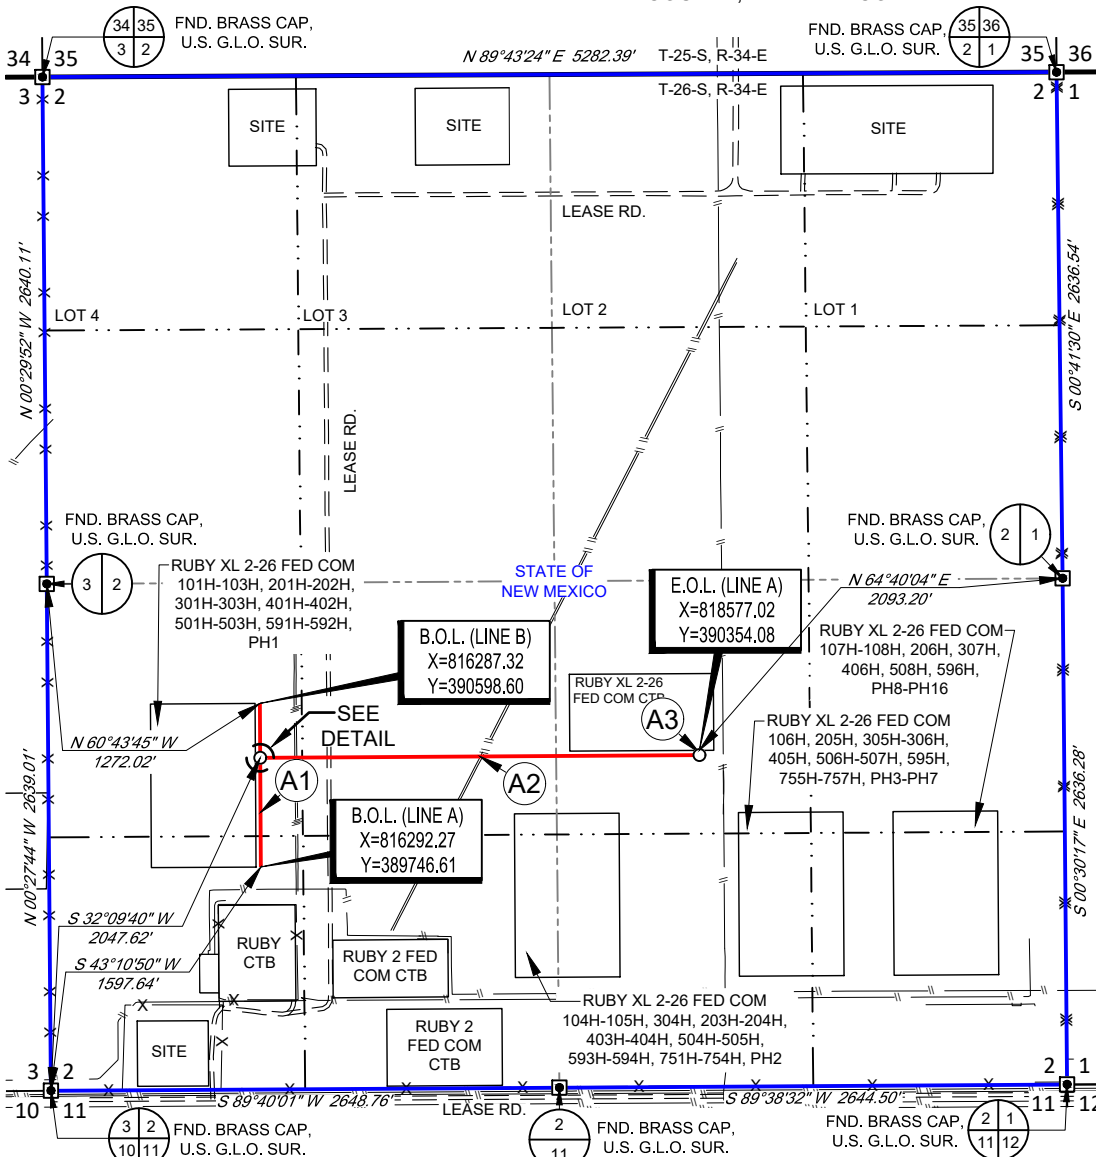 34 35
3 2
FND. BRASS CAP,
U.S. G.L.O. SUR.
FND. BRASS CAP,
U.S. G.L.O. SUR.
35 36
2 1
34 35
3 2
N 89°43'24" E 5282.39'
T-25-S, R-34-E
T-26-S, R-34-E
35 36
2 1
SITE
SITE
SITE
LEASE RD.
N 00°29'52" W 2640.11'
S 00°41'30" E 2636.54'
LOT 4
LOT 3
LOT 2
LOT 1
LEASE RD.
FND. BRASS CAP,
U.S. G.L.O. SUR.
3 2
FND. BRASS CAP,
U.S. G.L.O. SUR.
2 1
RUBY XL 2-26 FED COM
101H-103H, 201H-202H,
301H-303H, 401H-402H,
501H-503H, 591H-592H,
PH1
STATE OF
NEW MEXICO
N 64°40'04" E
2093.20'
E.O.L. (LINE A)
X=818577.02
Y=390354.08
B.O.L. (LINE B)
X=816287.32
Y=390598.60
RUBY XL 2-26 FED COM
107H-108H, 206H, 307H,
406H, 508H, 596H,
PH8-PH16
RUBY XL 2-26
FED COM CTB
SEE
DETAIL
A3
RUBY XL 2-26 FED COM
106H, 205H, 305H-306H,
405H, 506H-507H, 595H,
755H-757H, PH3-PH7
N 60°43'45" W
1272.02'
A1
A2
B.O.L. (LINE A)
X=816292.27
Y=389746.61
N 00°27'44" W 2639.01'
S 00°30'17" E 2636.28'
S 32°09'40" W
2047.62'
S 43°10'50" W
1597.64'
RUBY
CTB
RUBY 2 FED
COM CTB
RUBY XL 2-26 FED COM
104H-105H, 304H, 203H-204H,
403H-404H, 504H-505H,
593H-594H, 751H-754H, PH2
SITE
RUBY 2
FED COM
CTB
3 2
10 11
S 89°40'01" W 2648.76'
LEASE RD.
S 89°38'32" W 2644.50'
2 1
11 12
3 2
10 11
FND. BRASS CAP,
U.S. G.L.O. SUR.
2
11
FND. BRASS CAP,
U.S. G.L.O. SUR.
FND. BRASS CAP,
U.S. G.L.O. SUR.
2 1
11 12